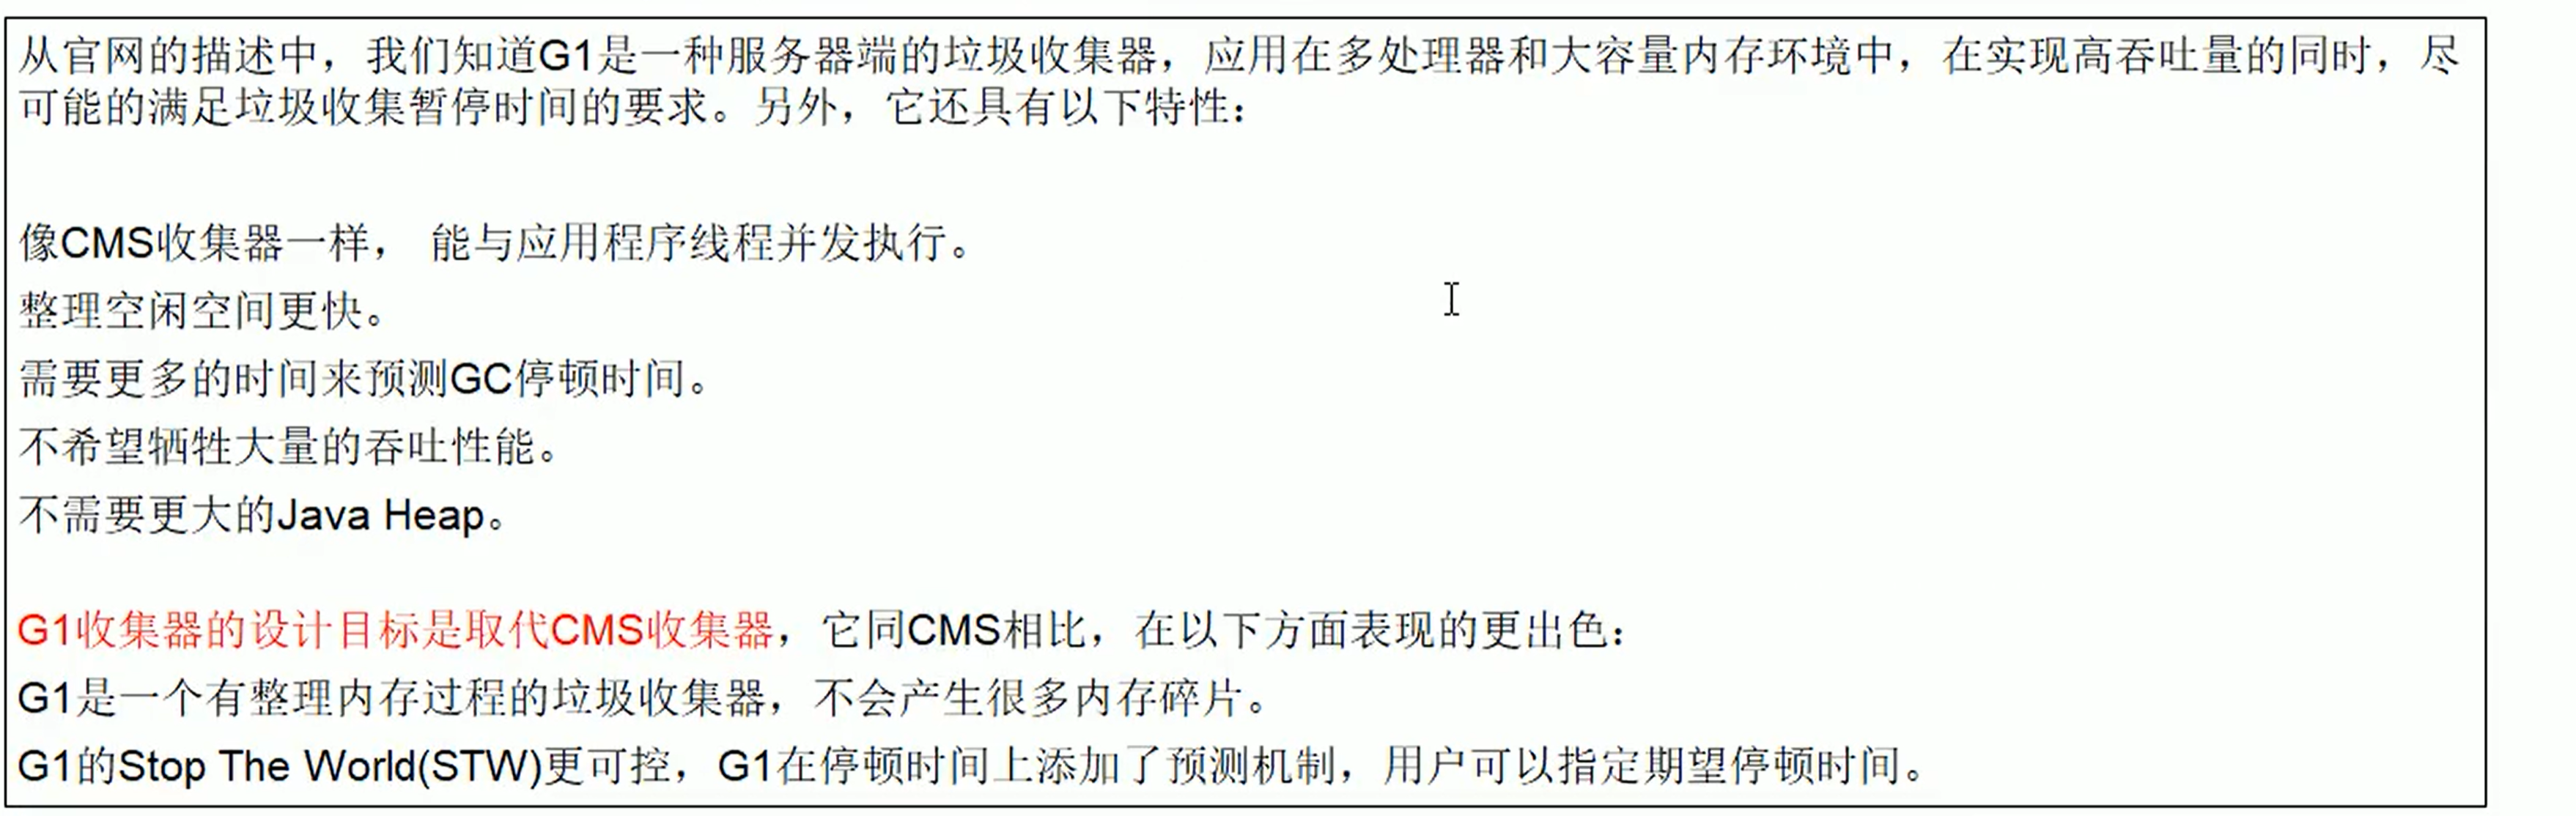 从官网的描述中，我们知道G1是一种服务器端的垃圾收集器，应用在多处理器和大容量内存环境中，在实现高吞吐量的同时，尽
可能的满足垃圾收集暂停时间的要求。另外，它还具有以下特性：
像CMS收集器一样， 能与应用程序线程并发执行。
整理空闲空间更快。
需要更多的时间来预测GC停顿时间。
不希望牺牲大量的吞吐性能。
不需要更大的Java Heap。
G1收集器的设计目标是取代CMS收集器，它同CMS相比，在以下方面表现的更出色：
G1是一个有整理内存过程的垃圾收集器，不会产生很多内存碎片。
G1的Stop The World(STW)更可控，G1在停顿时间上添加了预测机制，用户可以指定期望停顿时间。